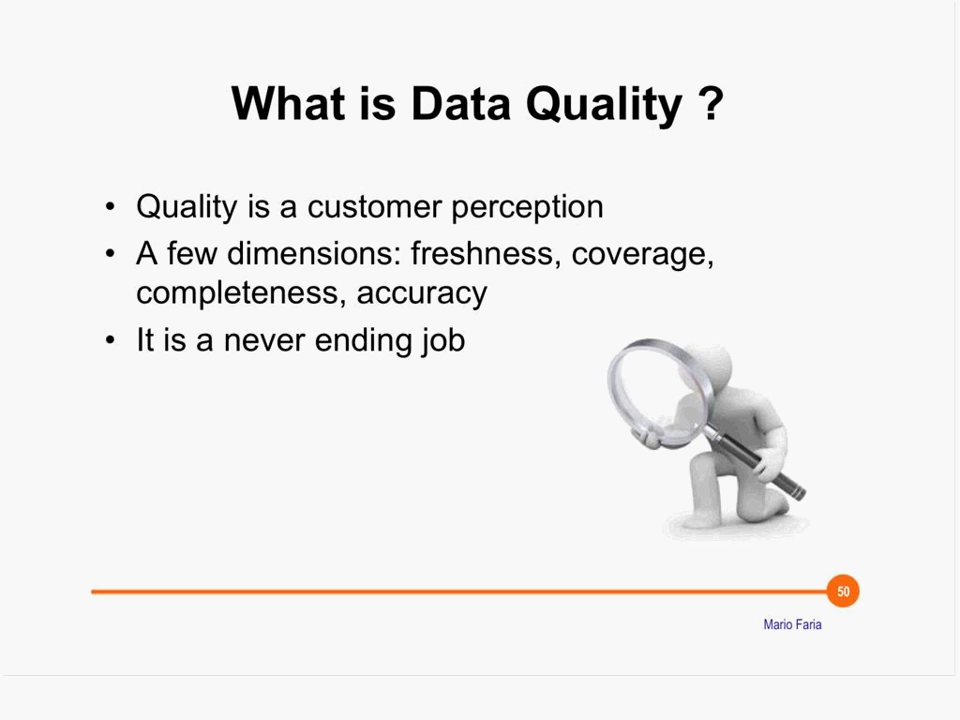 What is Data Quality ?
• Quality is a customer perception
• A few dimensions: freshness, coverage,
completeness, accuracy
• It is a never ending job
50
Mario Faria